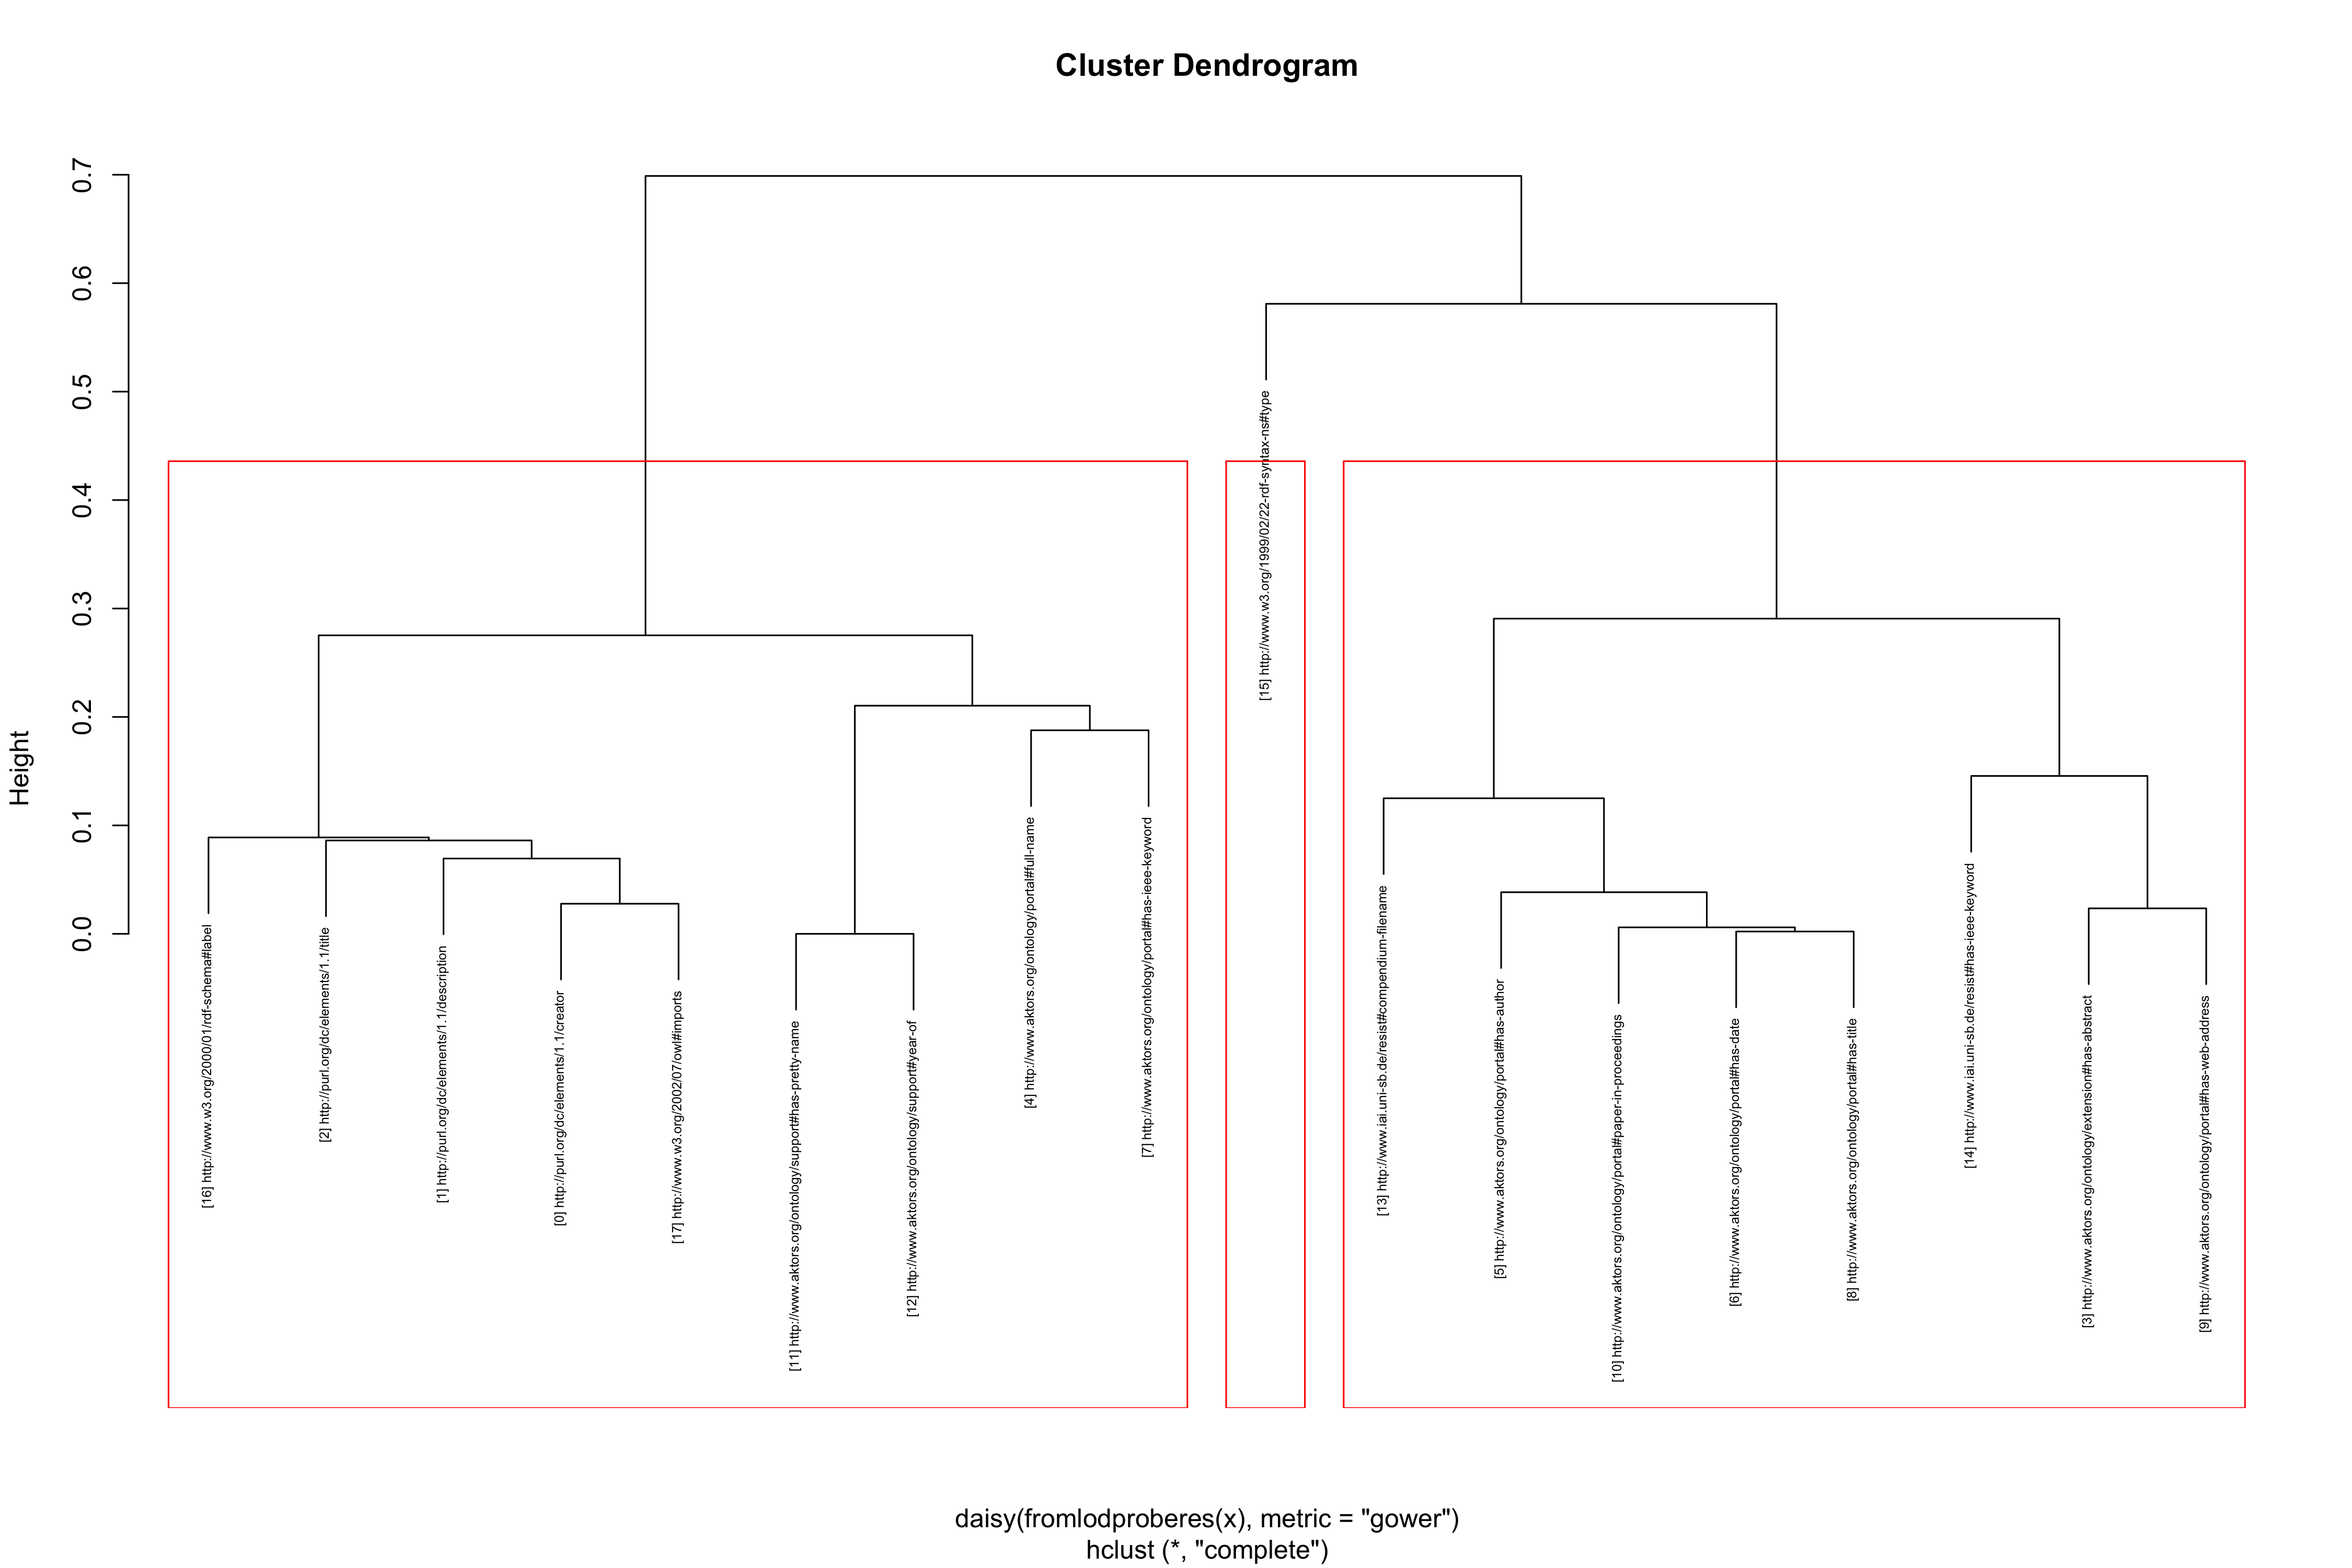 Cluster Dendrogram
Height
0.7
0.6
0.5
0.4
0.3
0.2
0.1
0.0
[16] http://www.w3.org/2000/01/rdf-schema#label
[2] http://purl.org/dc/elements/1.1/title
[1] http://purl.org/dc/elements/1.1/description
[0] http://purl.org/dc/elements/1.1/creator
[17] http://www.w3.org/2002/07/owl#imports
[11] http://www.aktors.org/ontology/support#has-pretty-name
[12] http://www.aktors.org/ontology/support#year-of
[4] http://www.aktors.org/ontology/portal#full-name
[7] http://www.aktors.org/ontology/portal#has-ieee-keyword
[15] http://www.w3.org/1999/02/22-rdf-syntax-ns#type
[13] http://www.iai.uni-sb.de/resist#compendium-filename
[5] http://www.aktors.org/ontology/portal#has-author
[10] http://www.aktors.org/ontology/portal#paper-in-proceedings
[6] http://www.aktors.org/ontology/portal#has-date
[8] http://www.aktors.org/ontology/portal#has-title
[14] http://www.iai.uni-sb.de/resist#has-ieee-keyword
[3] http://www.aktors.org/ontology/extension#has-abstract
[9] http://www.aktors.org/ontology/portal#has-web-address
daisy(fromlodproberes(x), metric = "gower")
hclust (*, "complete")